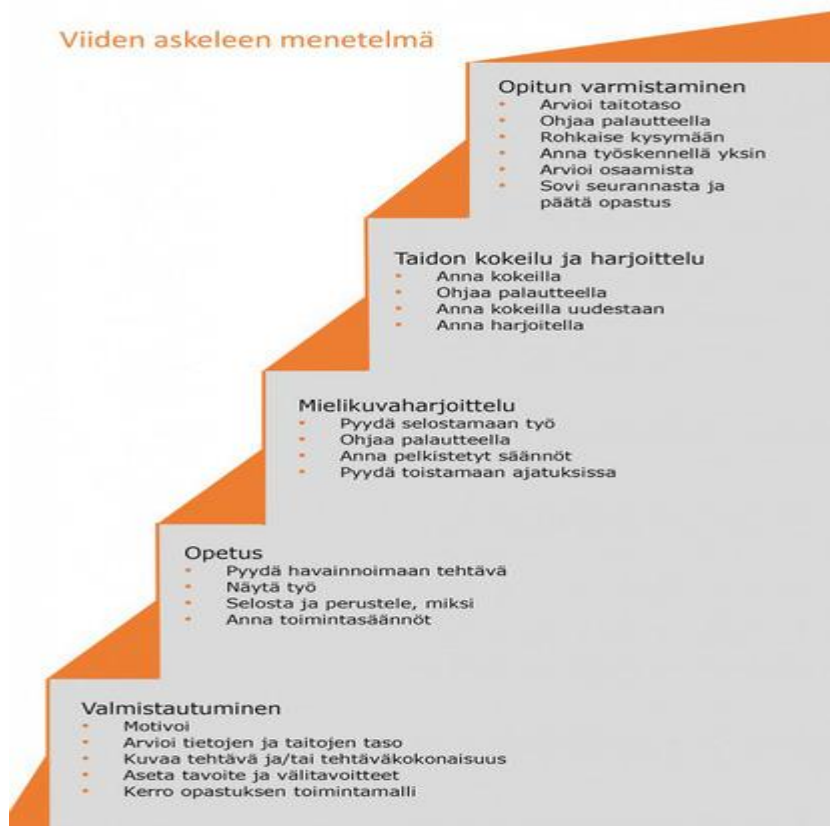 Viiden askeleen menetelmä
Opitun varmistaminen
• Arvioi taitotaso
• Ohjaa palautteella
• Rohkaise kysymään
• Anna työskennellä yksin
• Arvioi osaamista
• Sovi seurannasta ja
päätä opastus
Taidon kokeilu ja harjoittelu
• Anna kokeilla
• Ohjaa palautteella
• Anna kokeilla uudestaan
• Anna harjoitella
Mielikuvaharjoittelu
• Pyydä selostamaan työ
• Ohjaa palautteella
• Anna pelkistetyt säännöt
• Pyydä toistamaan ajatuksissa
Opetus
• Pyydä havainnoimaan tehtävä
• Näytä työ
• Selosta ja perustele, miksi
• Anna toimintasäännöt
Valmistautuminen
• Motivoi
• Arvioi tietojen ja taitojen taso
• Kuvaa tehtävä ja/tai tehtäväkokonaisuus
• Aseta tavoite ja välitavoitteet
• Kerro opastuksen toimintamalli